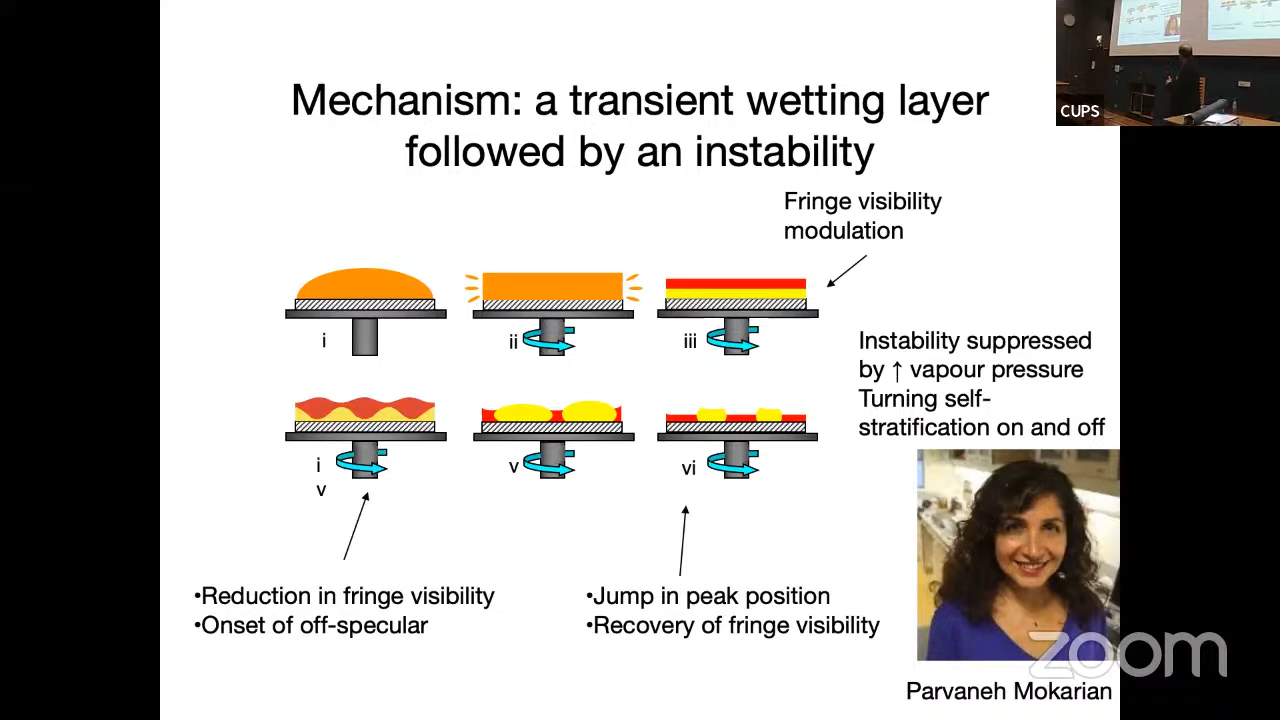 CUPS
Mechanism: a transient wetting layer
followed by an instability
Fringe visibility
modulation
i
ii
iii
Instability suppressed
by ↑ vapour pressure
Turning self-
stratification on and off
i
v
v
vi
•Reduction in fringe visibility
•Onset of off-specular
•Jump in peak position
•Recovery of fringe visibility
zoom
Parvaneh Mokarian